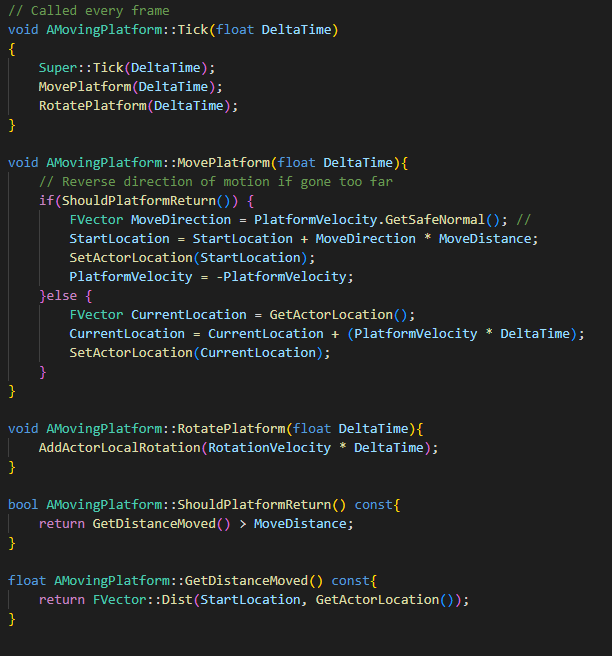 // Called every frame
void AMovingPlatform::Tick(float DeltaTime)
{
    Super::Tick(DeltaTime);
    MovePlatform(DeltaTime);
    RotatePlatform(DeltaTime);
}

void AMovingPlatform::MovePlatform(float DeltaTime){
    // Reverse direction of motion if gone too far
    if(ShouldPlatformReturn()) {
        FVector MoveDirection = PlatformVelocity.GetSafeNormal(); //
        StartLocation = StartLocation + MoveDirection * MoveDistance;
        SetActorLocation(StartLocation);
        PlatformVelocity = -PlatformVelocity;
    }else {
        FVector CurrentLocation = GetActorLocation();
        CurrentLocation = CurrentLocation + (PlatformVelocity * DeltaTime);
        SetActorLocation(CurrentLocation);
    }
}

void AMovingPlatform::RotatePlatform(float DeltaTime){
    AddActorLocalRotation(RotationVelocity * DeltaTime);
}

bool AMovingPlatform::ShouldPlatformReturn() const{
    return GetDistanceMoved() > MoveDistance;
}

float AMovingPlatform::GetDistanceMoved() const{
    return FVector::Dist(StartLocation, GetActorLocation());
}